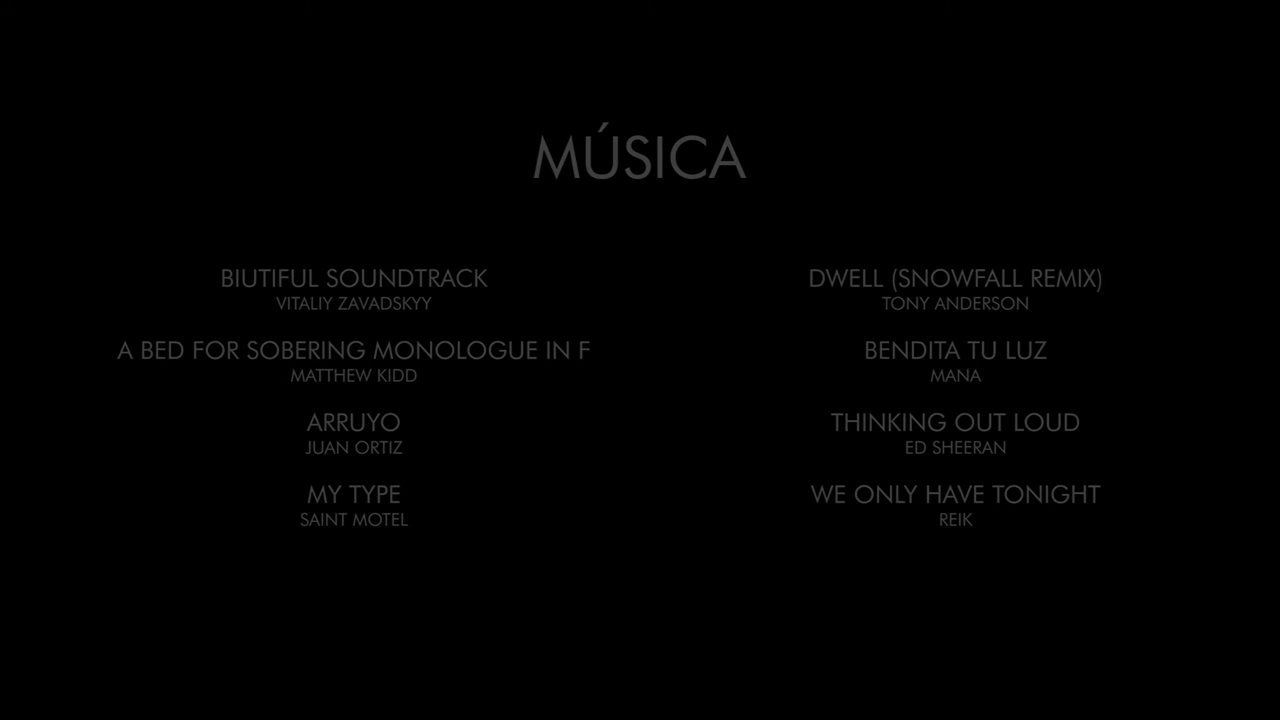 MÚSICA
BIUTIFUL SOUNDTRACK
VITALIY ZAVADSKYY
A BED FOR SOBERING MONOLOGUE IN F
MATTHEW KIDD
ARRUYO
JUAN ORTIZ
MY TYPE
SAINT MOTEL
DWELL (SNOWFALL REMIX)
TONY ANDERSON
BENDITA TU LUZ
MANA
THINKING OUT LOUD
ED SHEERAN
WE ONLY HAVE TONIGHT
REIK